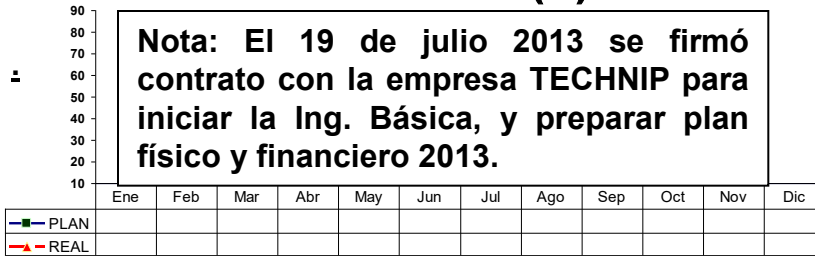 90
80
70
60
50
40
30
20
10
Nota: El 19 de julio 2013 se firmó
contrato con la empresa TECHNIP para
iniciar la Ing. Básica, y preparar plan
físico y financiero 2013.
Ene Feb Mar Abr May Jun Jul Ago Sep Oct Nov Dic
PLAN
REAL